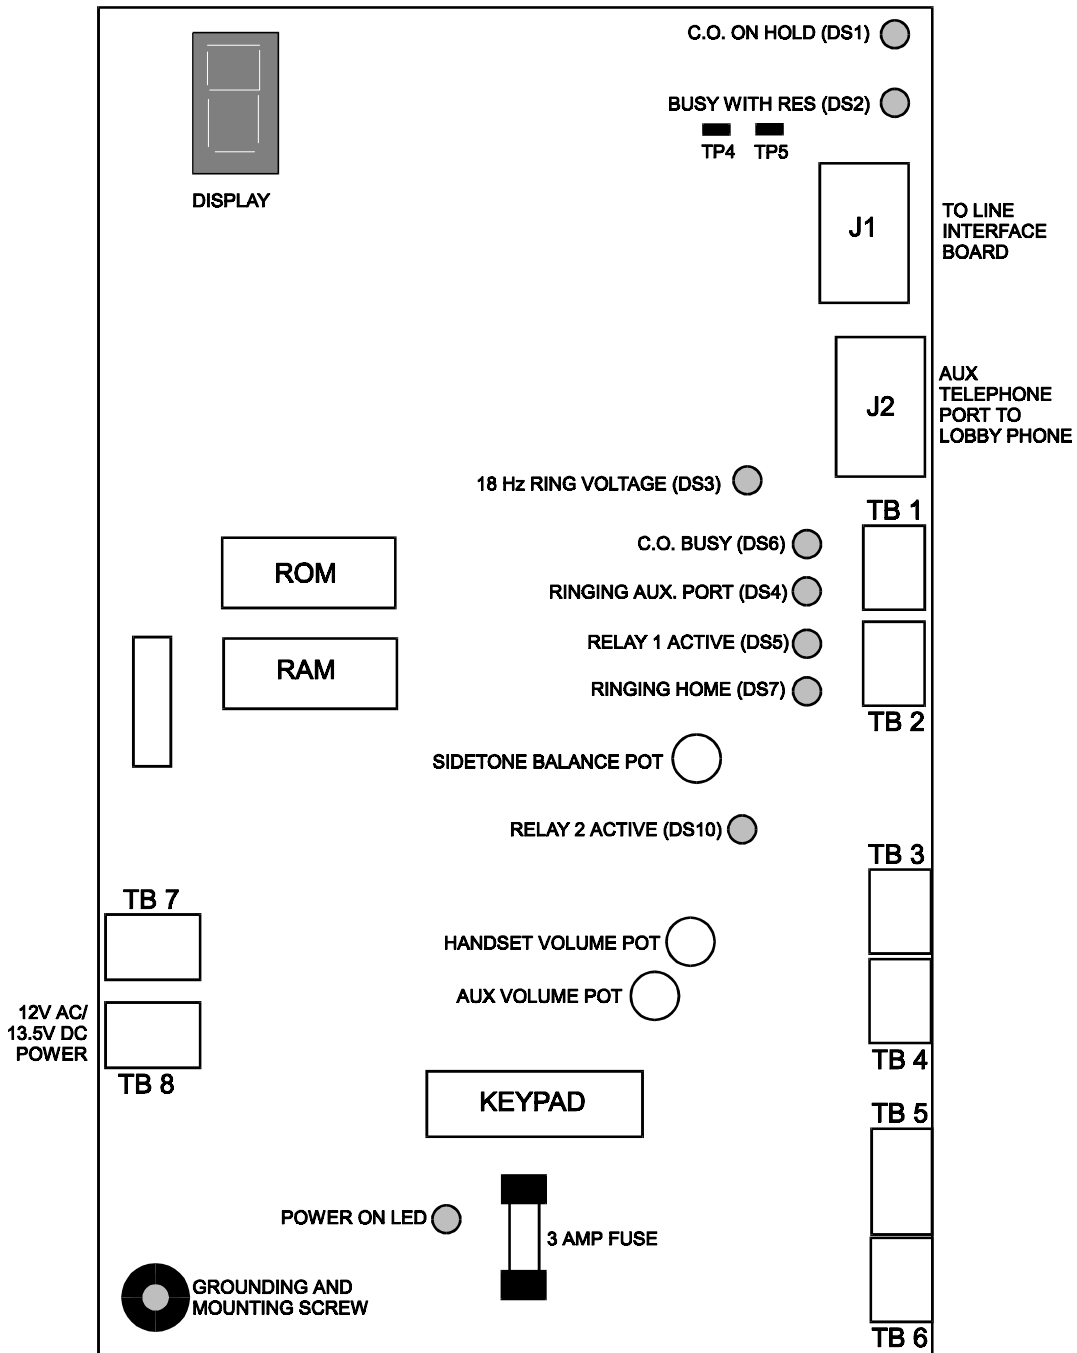 C.O. ON HOLD (DS1)
BUSY WITH RES (DS2)
TP4 TP5
DISPLAY
J1
TO LINE
INTERFACE
BOARD
J2
AUX
TELEPHONE
PORT TO
LOBBY PHONE
18 Hz RING VOLTAGE (DS3)
TB 1
C.O. BUSY (DS6)
ROM
RINGING AUX. PORT (DS4)
RELAY 1 ACTIVE (DS5)
RAM
RINGING HOME (DS7)
TB 2
SIDETONE BALANCE POT
RELAY 2 ACTIVE (DS10)
TB 3
TB 7
HANDSET VOLUME POT
AUX VOLUME POT
12V AC/
13.5V DC
POWER
TB 4
TB 8
KEYPAD
TB 5
POWER ON LED
3 AMP FUSE
GROUNDING AND
MOUNTING SCREW
TB 6